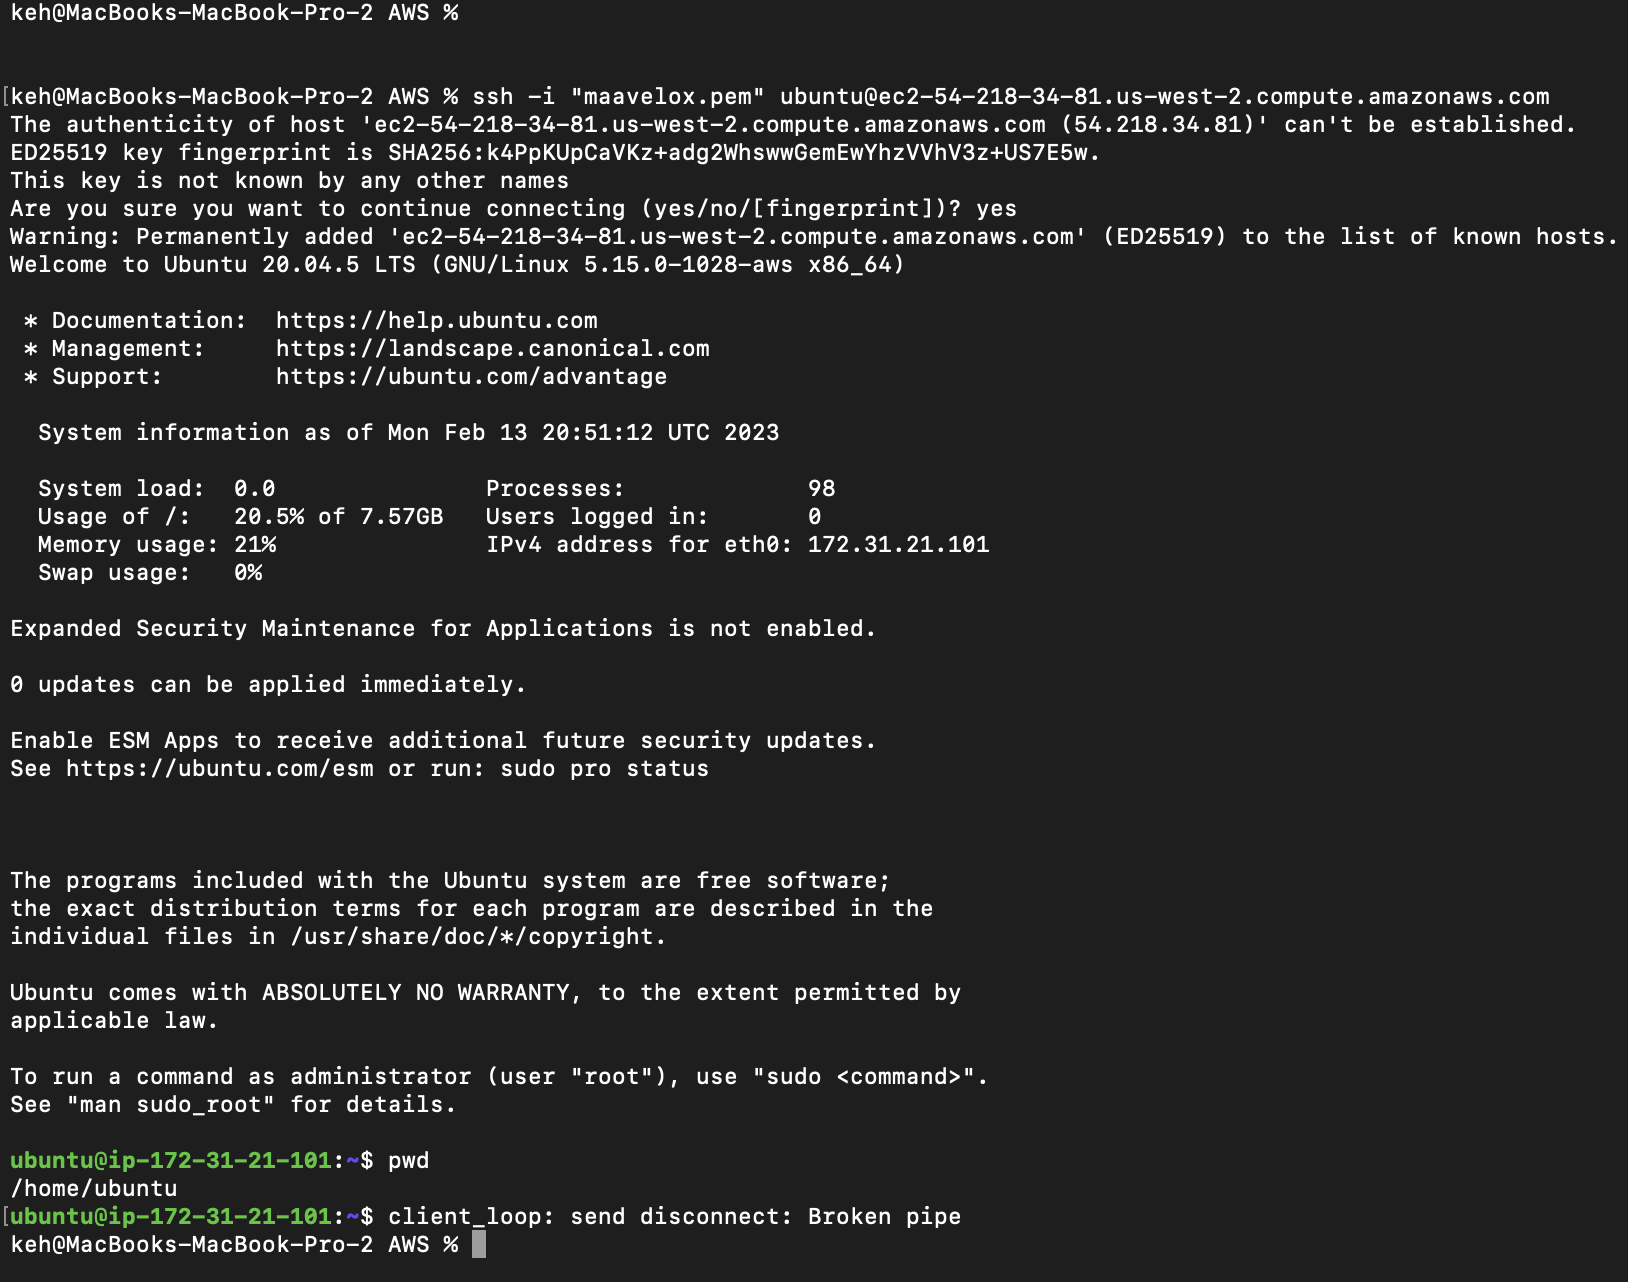 keh@MacBooks-MacBook-Pro-2 AWS %
[keh@MacBooks-MacBook-Pro-2 AWS % ssh -i "maavelox.pem" ubuntu@ec2-54-218-34-81.us-west-2.compute.amazonaws.com
The authenticity of host 'ec2-54-218-34-81.us-west-2.compute.amazonaws.com (54.218.34.81)' can't be established.
ED25519 key fingerprint is SHA256:k4PpKUpCaVKz+adg2WhswwGemEwYhzVVhV3z+US7E5w.
This key is not known by any other names
Are you sure you want to continue connecting (yes/no/[fingerprint])? yes
Warning: Permanently added 'ec2-54-218-34-81.us-west-2.compute.amazonaws.com' (ED25519) to the list of known hosts.
Welcome to Ubuntu 20.04.5 LTS (GNU/Linux 5.15.0-1028-aws x86_64)
* Documentation:  https://help.ubuntu.com
* Management:     https://landscape.canonical.com
* Support:        https://ubuntu.com/advantage
System information as of Mon Feb 13 20:51:12 UTC 2023
System load:  0.0               Processes:             98
Usage of /:   20.5% of 7.57GB   Users logged in:       0
Memory usage: 21%               IPv4 address for eth0: 172.31.21.101
Swap usage:   0%
Expanded Security Maintenance for Applications is not enabled.
0 updates can be applied immediately.
Enable ESM Apps to receive additional future security updates.
See https://ubuntu.com/esm or run: sudo pro status
The programs included with the Ubuntu system are free software;
the exact distribution terms for each program are described in the
individual files in /usr/share/doc/*/copyright.
Ubuntu comes with ABSOLUTELY NO WARRANTY, to the extent permitted by
applicable law.
To run a command as administrator (user "root"), use "sudo <command>".
See "man sudo_root" for details.
ubuntu@ip-172-31-21-101:~$ pwd
/home/ubuntu
[ubuntu@ip-172-31-21-101:~$ client_loop: send disconnect: Broken pipe
keh@MacBooks-MacBook-Pro-2 AWS %